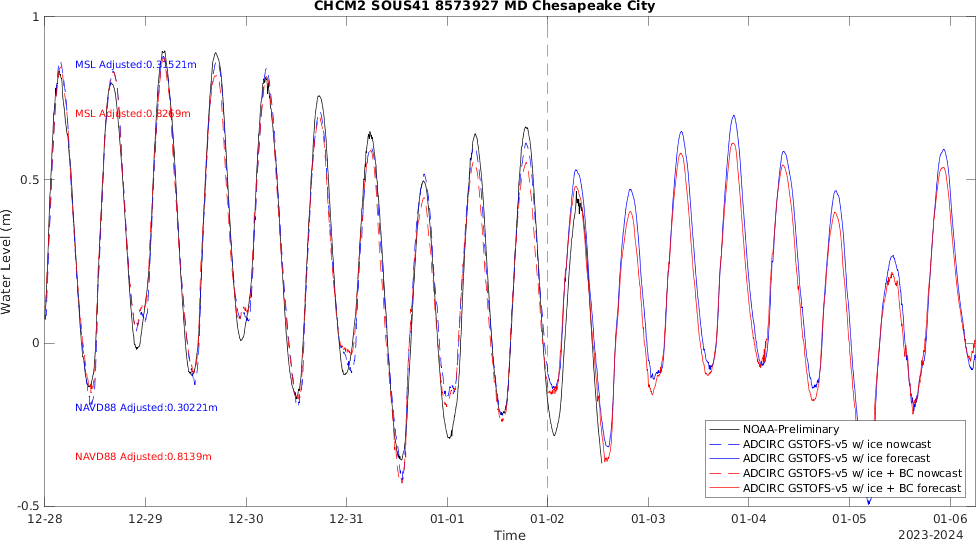 CHCM2 SOUS41 8573927 MD Chesapeake City
1
MSL Adjusted:0.31521m
MSL Adjusted:0.8269m
0.5
Water Level (m)
0
NAVD88 Adjusted:0.30221m
NAVD88 Adjusted:0.8139m
NOAA-Preliminary
ADCIRC GSTOFS-v5 w/ ice nowcast
ADCIRC GSTOFS-v5 w/ ice forecast
ADCIRC GSTOFS-v5 w/ ice + BC nowcast
ADCIRC GSTOFS-v5 w/ ice + BC forecast
-0.5
12-28 12-29 12-30 12-31 01-01 01-02 01-03 01-04 01-05 01-06
Time
2023-2024